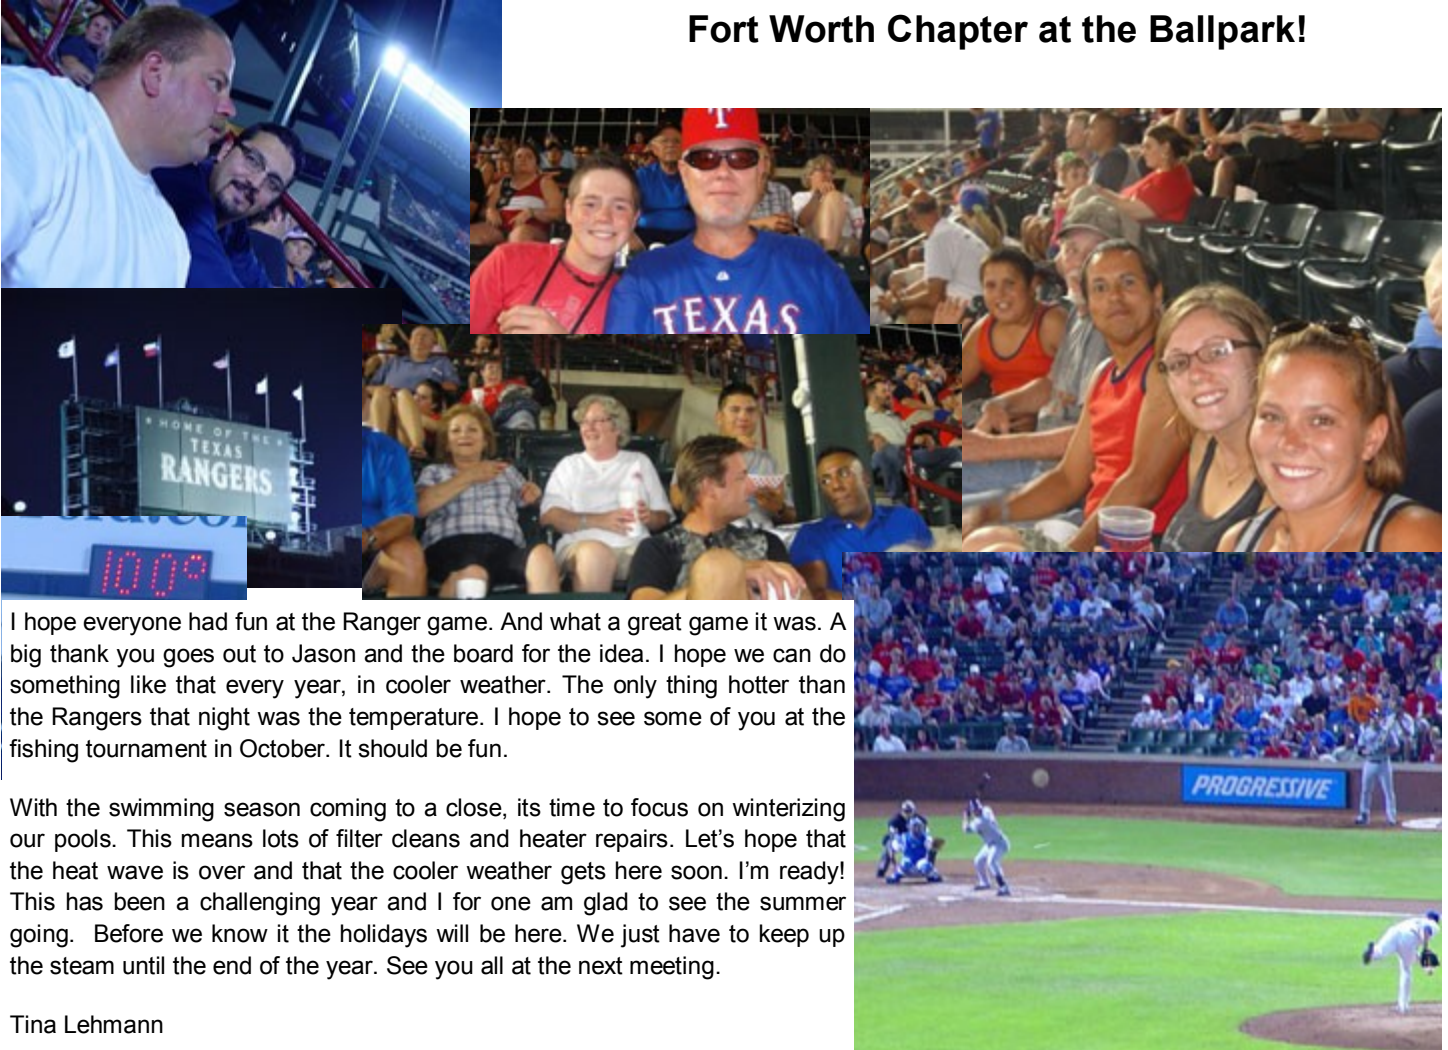 Fort Worth Chapter at the Ballpark!
T
TEXAS
HOME OF THE
TEXAS
RANGERS
100°
I hope everyone had fun at the Ranger game. And what a great game it was. A
big thank you goes out to Jason and the board for the idea. I hope we can do
something like that every year, in cooler weather. The only thing hotter than
the Rangers that night was the temperature. I hope to see some of you at the
fishing tournament in October. It should be fun.
With the swimming season coming to a close, its time to focus on winterizing
our pools. This means lots of filter cleans and heater repairs. Let’s hope that
the heat wave is over and that the cooler weather gets here soon. I’m ready!
This has been a challenging year and I for one am glad to see the summer
going.  Before we know it the holidays will be here. We just have to keep up
the steam until the end of the year. See you all at the next meeting.
Tina Lehmann
PROGRESSIVE